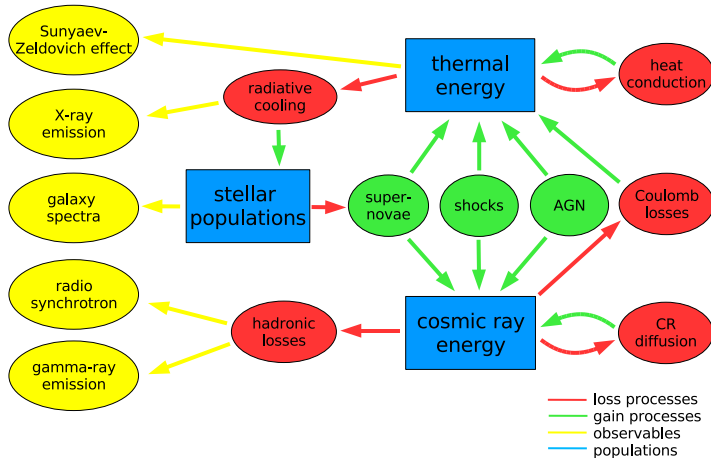 Sunyaev-
Zeldovich effect
X-ray
emission
galaxy
spectra
radio
synchrotron
gamma-ray
emission
radiative
cooling
stellar
populations
hadronic
losses
thermal
energy
super-
novae
shocks
AGN
cosmic ray
energy
heat
conduction
Coulomb
losses
CR
diffusion
loss processes
gain processes
observables
populations